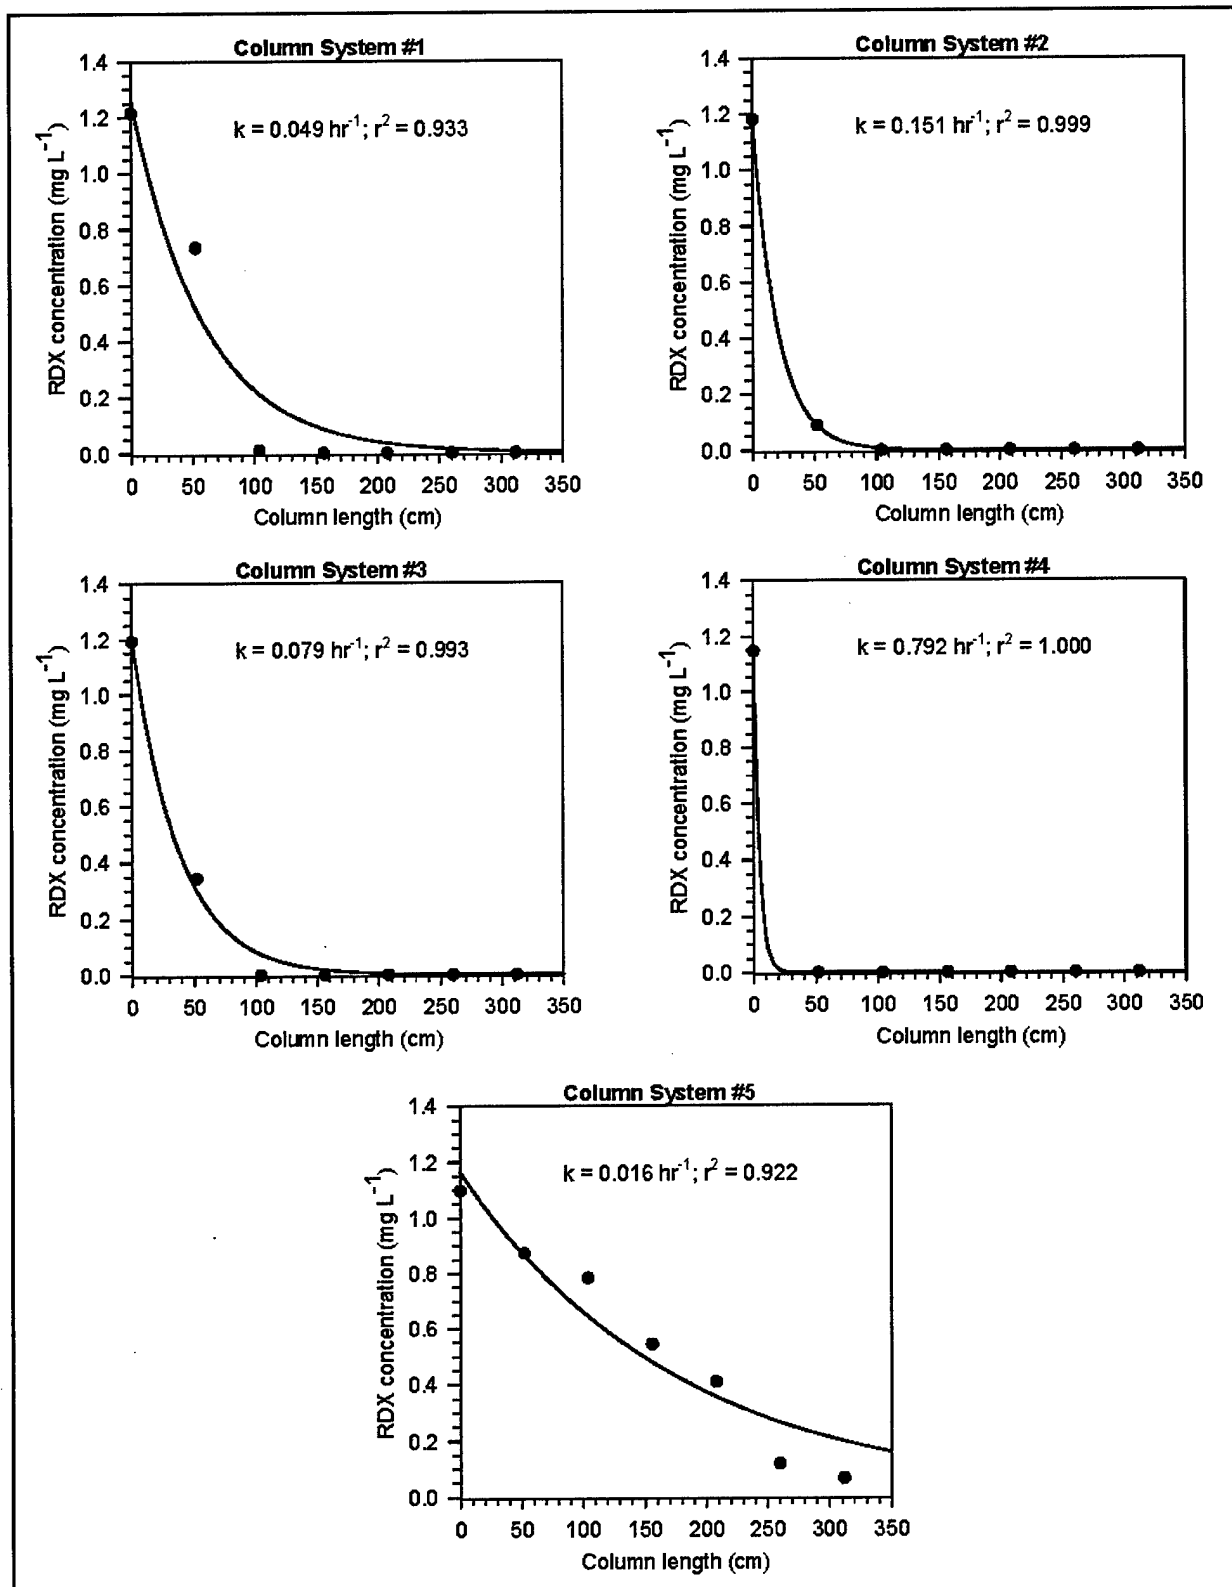 Column System #1
k = 0.049 hr⁻¹; r² = 0.933
RDX concentration (mg L⁻¹)
1.4
1.2
1.0
0.8
0.6
0.4
0.2
0.0
0 50 100 150 200 250 300 350
Column length (cm)
Column System #2
k = 0.151 hr⁻¹; r² = 0.999
RDX concentration (mg L⁻¹)
1.4
1.2
1.0
0.8
0.6
0.4
0.2
0.0
0 50 100 150 200 250 300 350
Column length (cm)
Column System #3
k = 0.079 hr⁻¹; r² = 0.993
RDX concentration (mg L⁻¹)
1.4
1.2
1.0
0.8
0.6
0.4
0.2
0.0
0 50 100 150 200 250 300 350
Column length (cm)
Column System #4
k = 0.792 hr⁻¹; r² = 1.000
RDX concentration (mg L⁻¹)
1.4
1.2
1.0
0.8
0.6
0.4
0.2
0.0
0 50 100 150 200 250 300 350
Column length (cm)
Column System #5
k = 0.016 hr⁻¹; r² = 0.922
RDX concentration (mg L⁻¹)
1.4
1.2
1.0
0.8
0.6
0.4
0.2
0.0
0 50 100 150 200 250 300 350
Column length (cm)